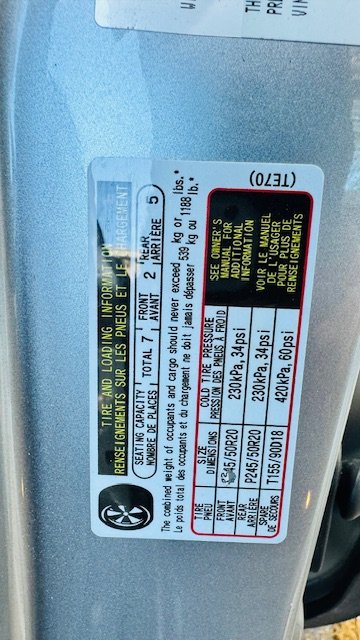 TIRE AND LOADING INFORMATION
RENSEIGNEMENTS SUR LES PNEUS ET LE CHARGEMENT
SEATING CAPACITY
NOMBRE DE PLACES
TOTAL 7
FRONT
AVANT
2
REAR
ARRIÈRE
5
The combined weight of occupants and cargo should never exceed
Le poids total des occupants et du chargement ne doit jamais dépasser
539 kg or 1188 lbs.*
kg ou lb.*
TIRE
PNEU
SIZE
DIMENSIONS
COLD TIRE PRESSURE
PRESSION DES PNEUS À FROID
FRONT
AVANT
P245/50R20
230kPa, 34psi
REAR
ARRIÈRE
P245/50R20
230kPa, 34psi
SPARE
DE SECOURS
T155/90D18
420kPa, 60psi
SEE OWNER'S
MANUAL FOR
ADDITIONAL
INFORMATION
VOIR LE MANUEL
DE L'USAGER
POUR PLUS DE
RENSEIGNEMENTS
(TE70)
TH
PR
VIN